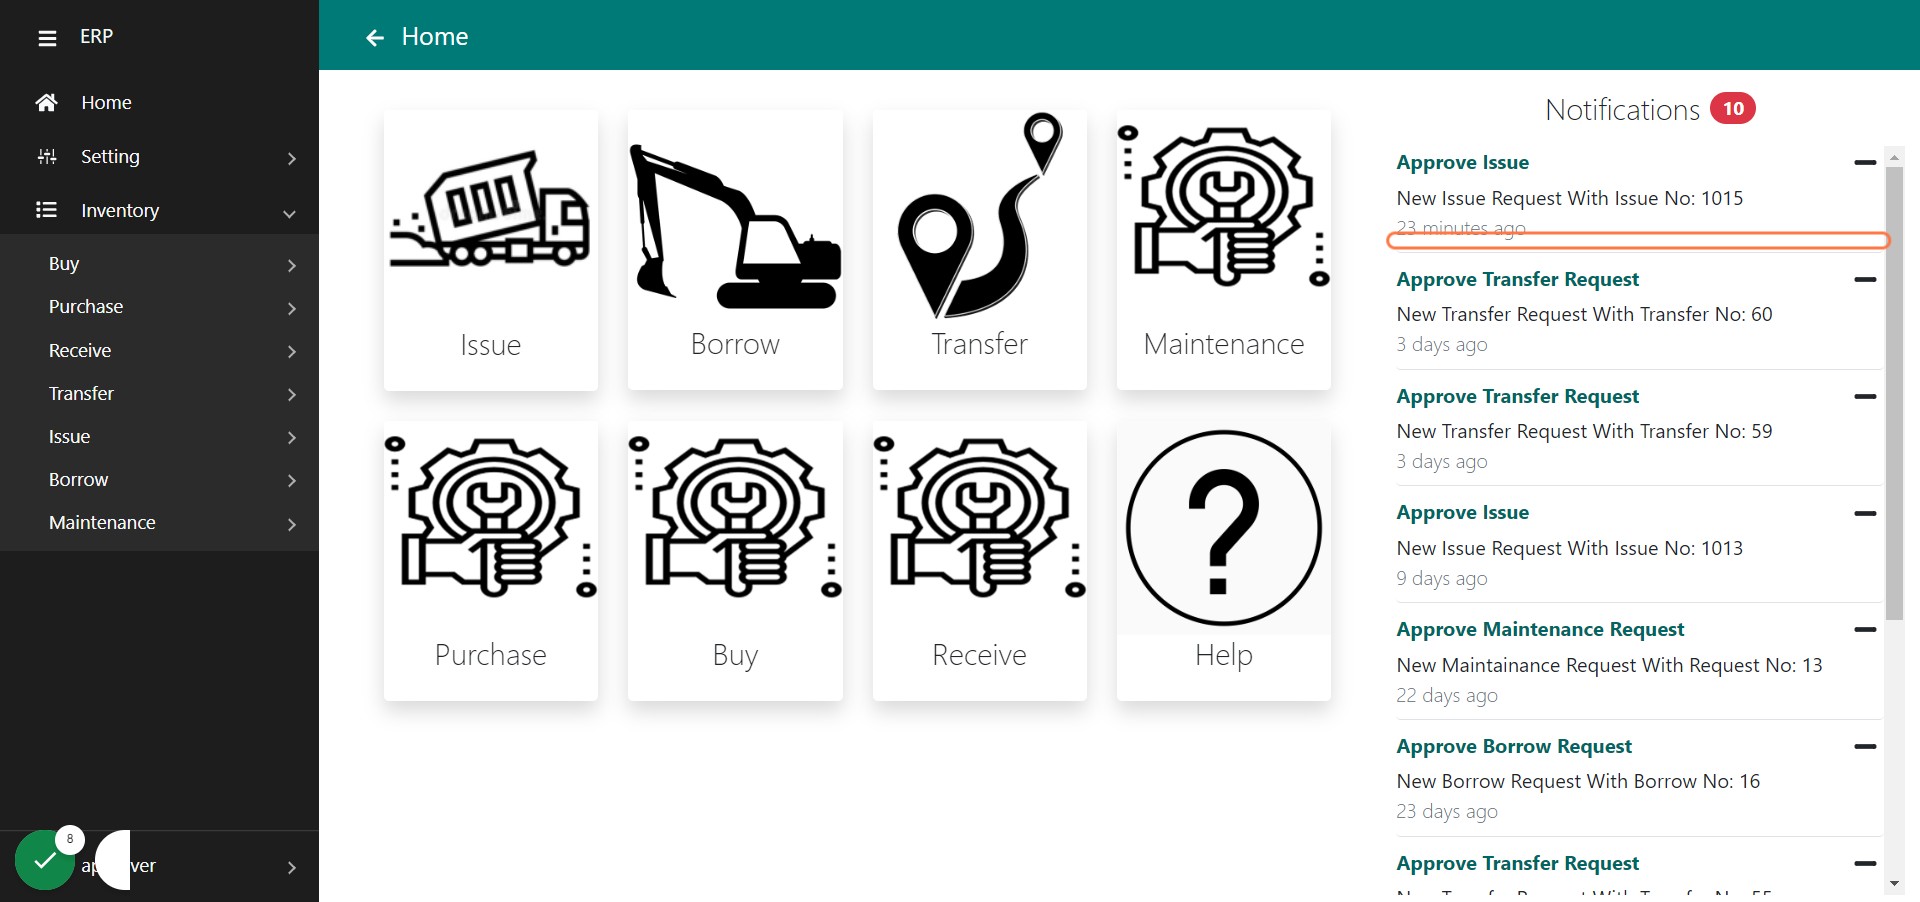 ERP
Home
Home
Setting
Inventory
Buy
Purchase
Receive
Transfer
Issue
Borrow
Maintenance
8
Issue
Borrow
Transfer
Maintenance
Purchase
Buy
Receive
Help
Notifications 10
Approve Issue
New Issue Request With Issue No: 1015
23 minutes ago
Approve Transfer Request
New Transfer Request With Transfer No: 60
3 days ago
Approve Transfer Request
New Transfer Request With Transfer No: 59
3 days ago
Approve Issue
New Issue Request With Issue No: 1013
9 days ago
Approve Maintenance Request
New Maintainance Request With Request No: 13
22 days ago
Approve Borrow Request
New Borrow Request With Borrow No: 16
23 days ago
Approve Transfer Request